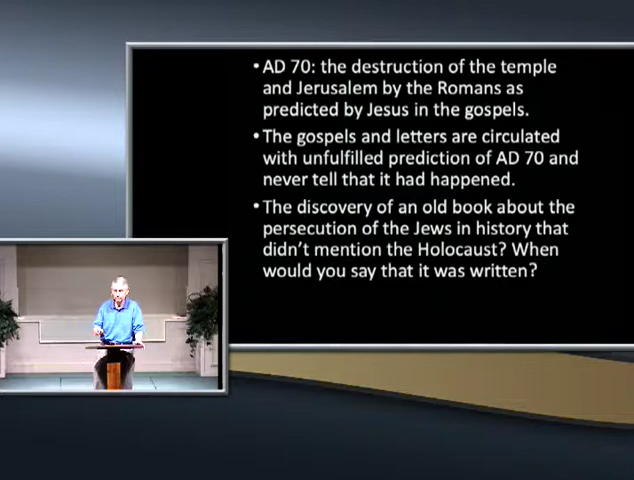 • AD 70: the destruction of the temple
and Jerusalem by the Romans as
predicted by Jesus in the gospels.
• The gospels and letters are circulated
with unfulfilled prediction of AD 70 and
never tell that it had happened.
• The discovery of an old book about the
persecution of the Jews in history that
didn't mention the Holocaust? When
would you say that it was written?